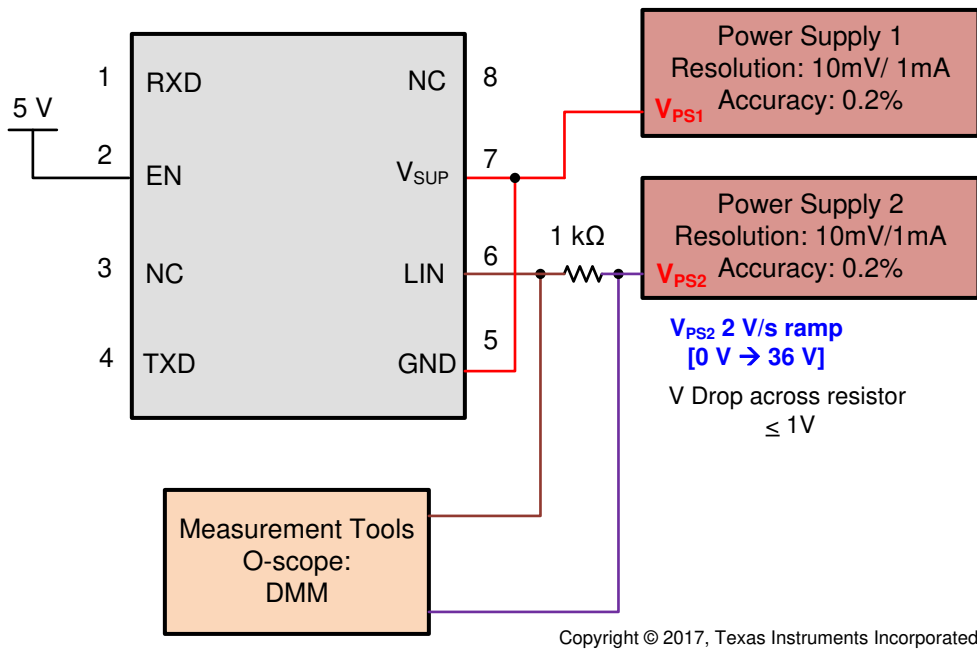 1
RXD
NC
8
5 V
2
EN
V_SUP
7
3
NC
LIN
6
1 kΩ
4
TXD
GND
5
Power Supply 1
Resolution: 10mV/ 1mA
Accuracy: 0.2%
V_PS1
Power Supply 2
Resolution: 10mV/1mA
Accuracy: 0.2%
V_PS2
V_PS2 2 V/s ramp
[0 V → 36 V]
V Drop across resistor
≤ 1V
Measurement Tools
O-scope:
DMM
Copyright © 2017, Texas Instruments Incorporated